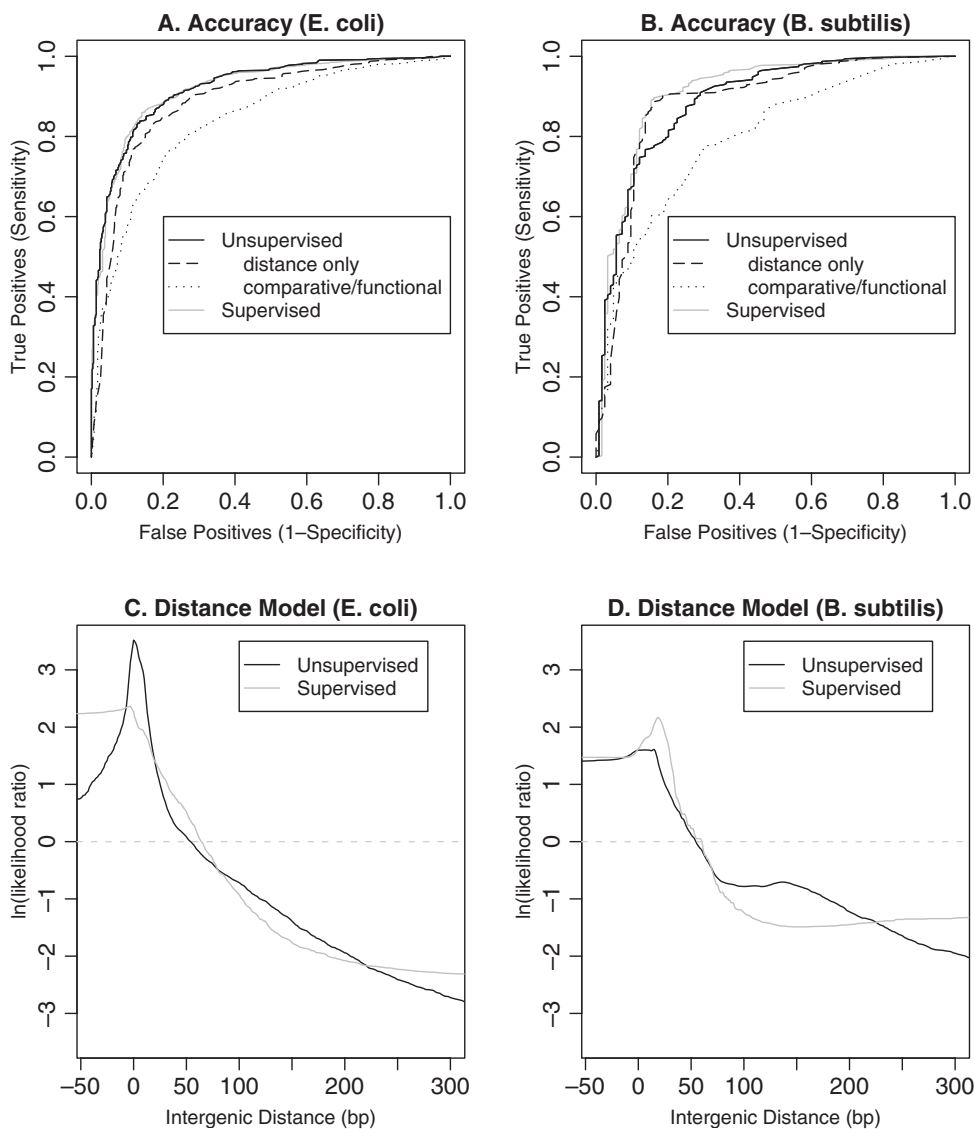 A. Accuracy (E. coli)
True Positives (Sensitivity)
1.0
0.8
0.6
0.4
0.2
0.0
Unsupervised
distance only
comparative/functional
Supervised
0.0 0.2 0.4 0.6 0.8 1.0
False Positives (1–Specificity)
B. Accuracy (B. subtilis)
True Positives (Sensitivity)
1.0
0.8
0.6
0.4
0.2
0.0
Unsupervised
distance only
comparative/functional
Supervised
0.0 0.2 0.4 0.6 0.8 1.0
False Positives (1–Specificity)
C. Distance Model (E. coli)
ln(likelihood ratio)
3
2
1
0
–1
–2
–3
Unsupervised
Supervised
–50 0 50 100 200 300
Intergenic Distance (bp)
D. Distance Model (B. subtilis)
ln(likelihood ratio)
3
2
1
0
–1
–2
–3
Unsupervised
Supervised
–50 0 50 100 200 300
Intergenic Distance (bp)